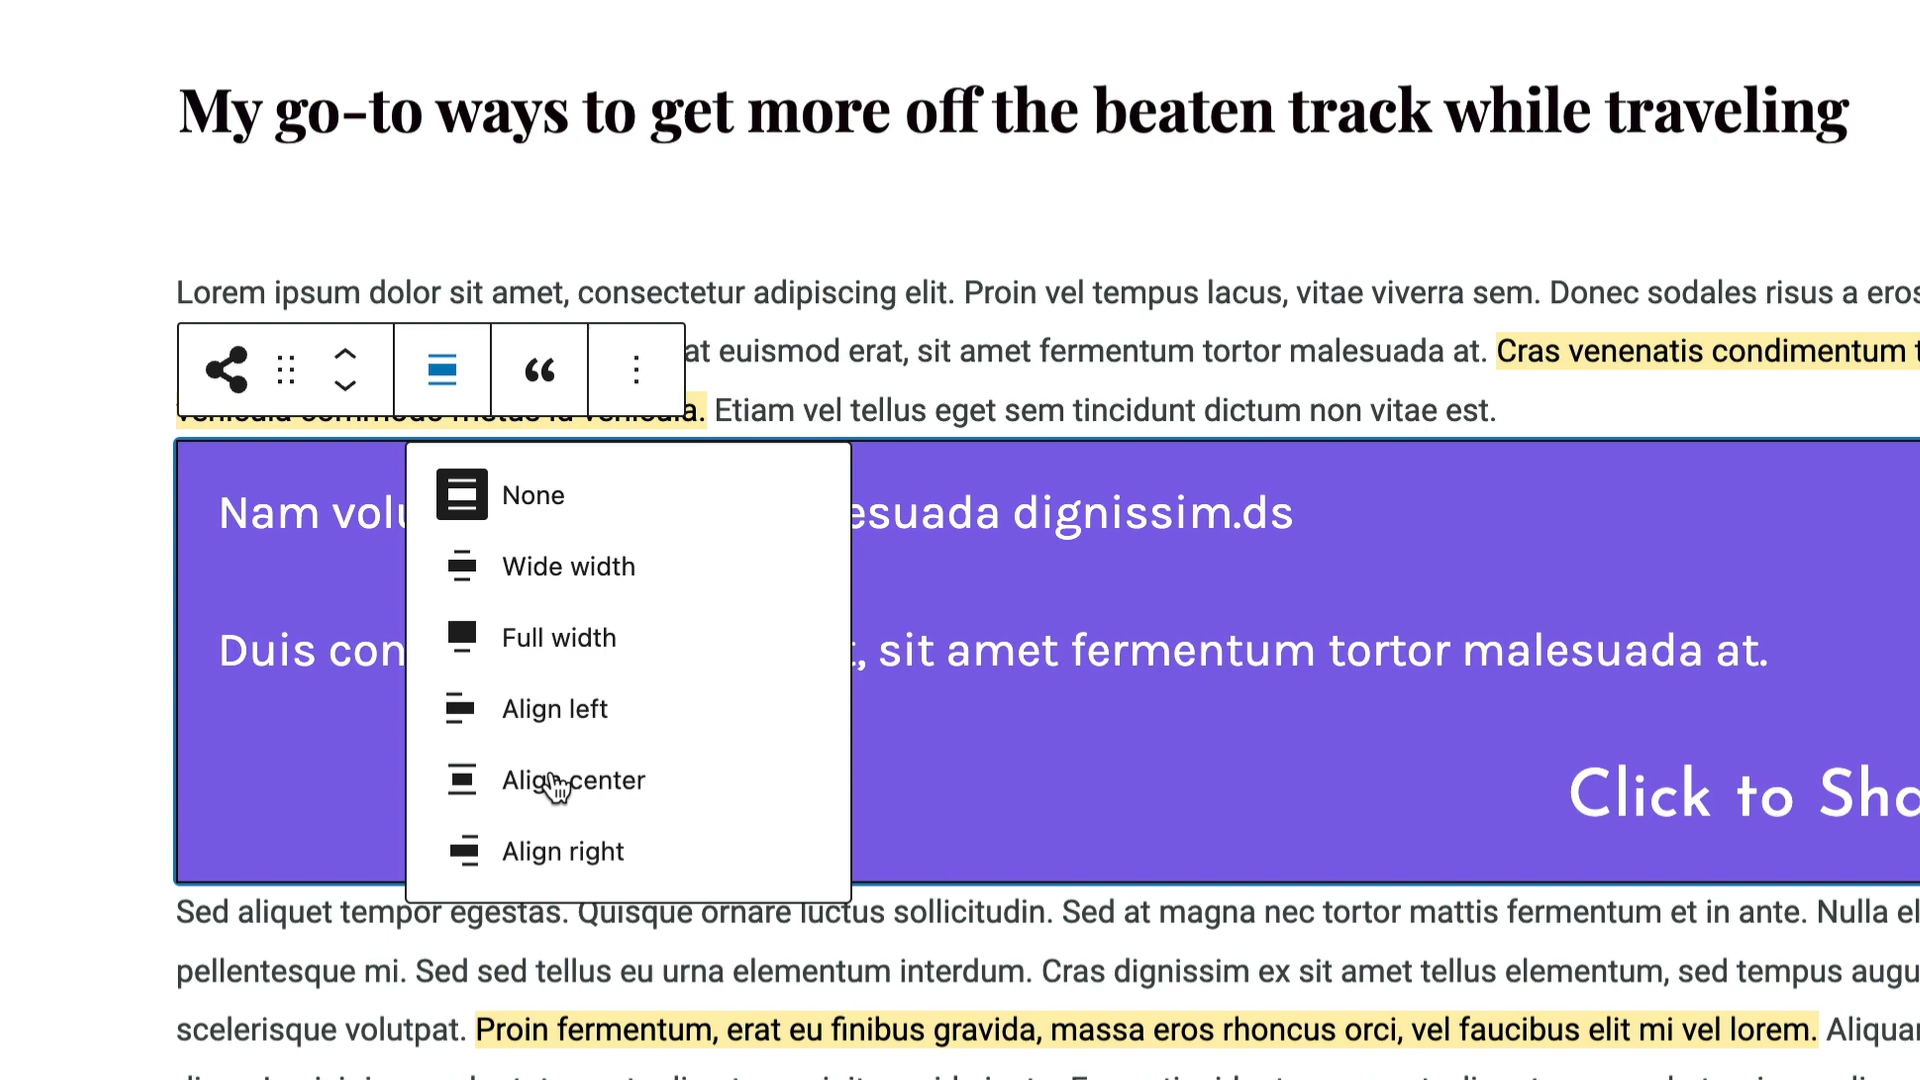 My go-to ways to get more off the beaten track while traveling
Lorem ipsum dolor sit amet, consectetur adipiscing elit. Proin vel tempus lacus, vitae viverra sem. Donec sodales risus a eros
at euismod erat, sit amet fermentum tortor malesuada at. Cras venenatis condimentum
vehicula commodo metus id vehicula. Etiam vel tellus eget sem tincidunt dictum non vitae est.
Nam volu esuada dignissim.ds
None
Wide width
Full width
Duis con , sit amet fermentum tortor malesuada at.
Align left
Align center
Click to Sha
Align right
Sed aliquet tempor egestas. Quisque ornare luctus sollicitudin. Sed at magna nec tortor mattis fermentum et in ante. Nulla el
pellentesque mi. Sed sed tellus eu urna elementum interdum. Cras dignissim ex sit amet tellus elementum, sed tempus augu
scelerisque volutpat. Proin fermentum, erat eu finibus gravida, massa eros rhoncus orci, vel faucibus elit mi vel lorem. Aliquam